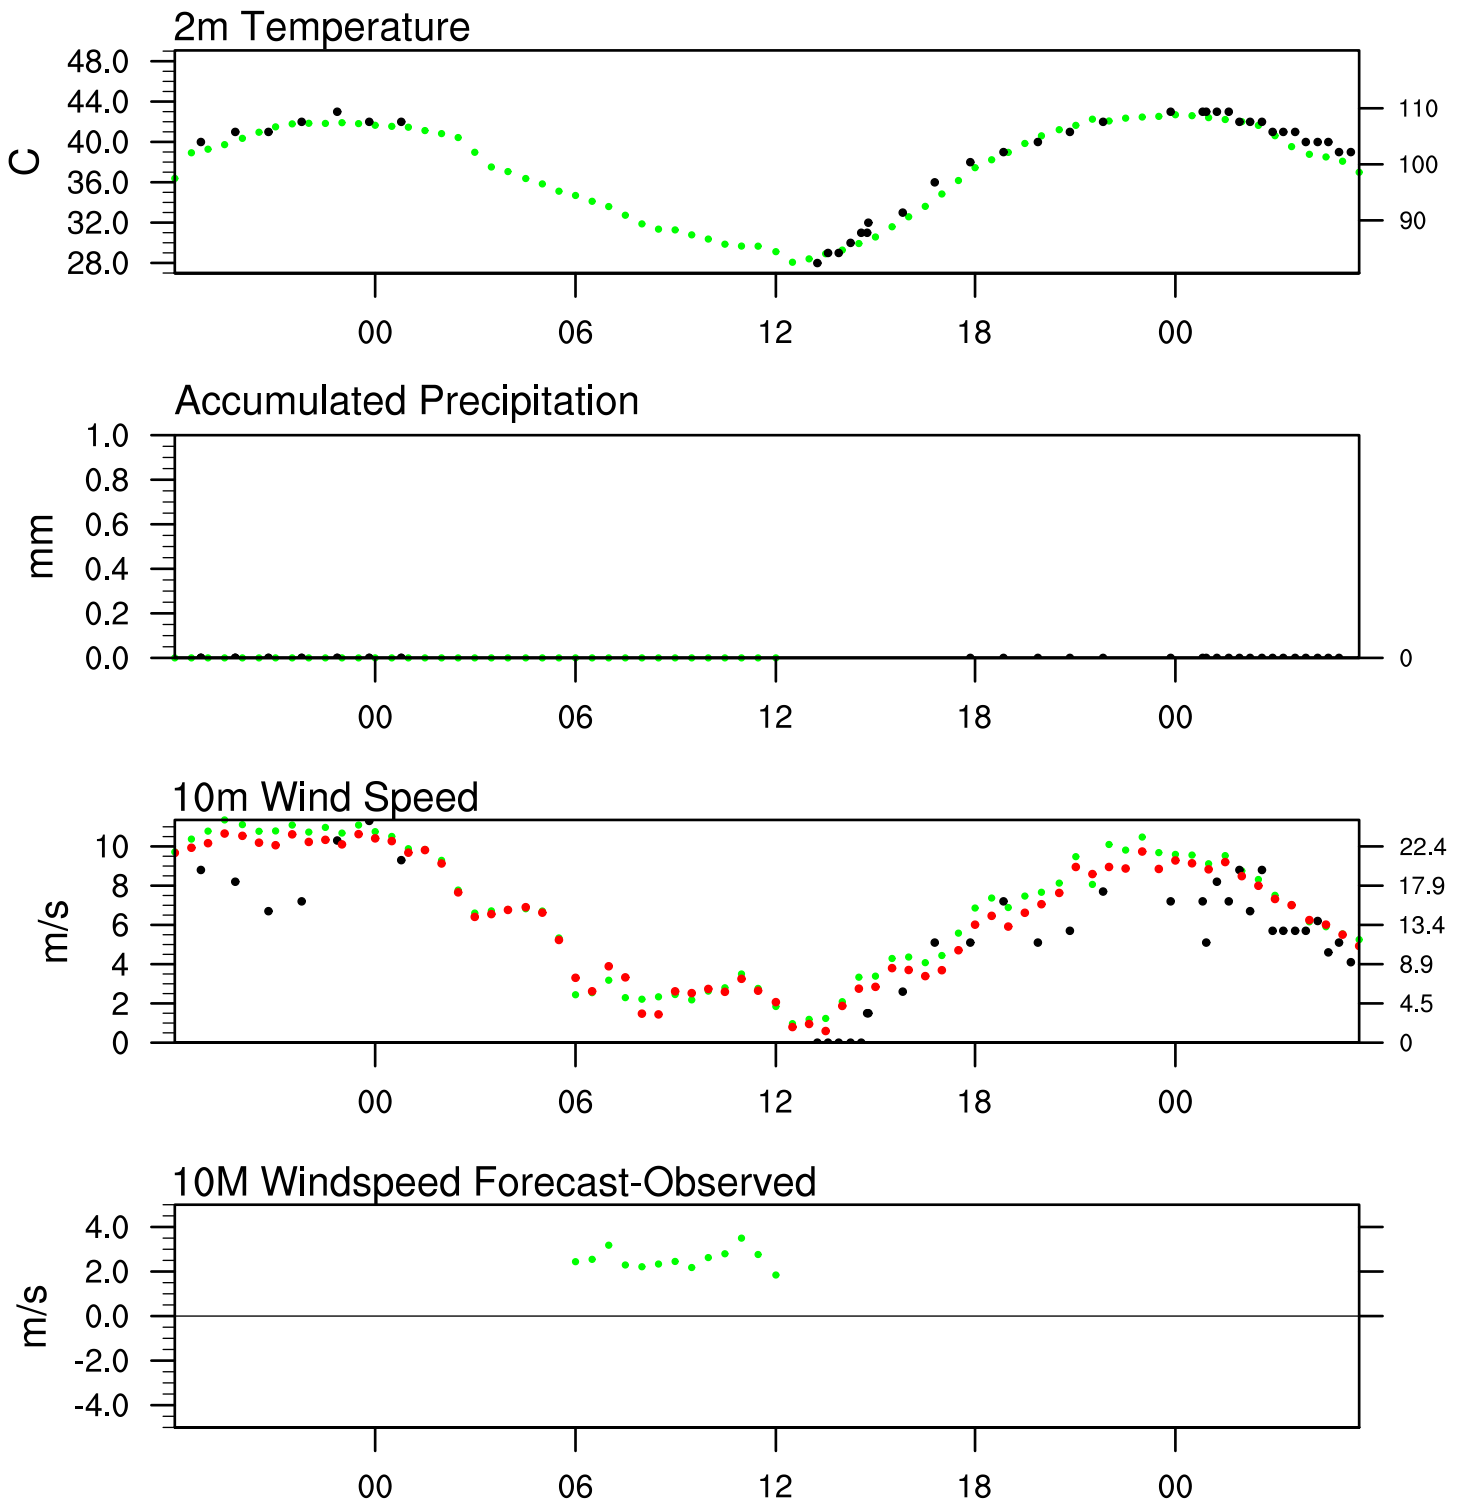 2m Temperature
48.0
44.0
40.0
36.0
32.0
28.0
C
110
100
90
00 06 12 18 00
Accumulated Precipitation
1.0
0.8
0.6
0.4
0.2
0.0
mm
0
00 06 12 18 00
10m Wind Speed
10
8
6
4
2
0
m/s
22.4
17.9
13.4
8.9
4.5
0
00 06 12 18 00
10M Windspeed Forecast-Observed
4.0
2.0
0.0
-2.0
-4.0
m/s
00 06 12 18 00